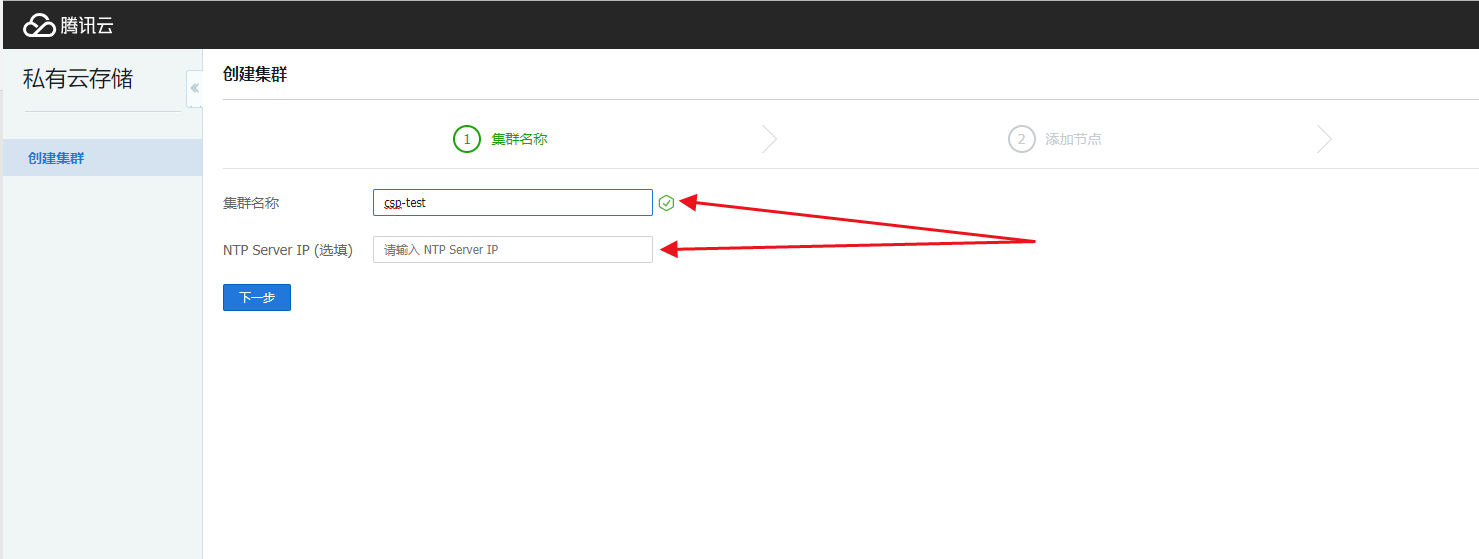 腾讯云
私有云存储
«
创建集群
创建集群
1 集群名称
2 添加节点
集群名称 csp-test
NTP Server IP (选填) 请输入 NTP Server IP
下一步